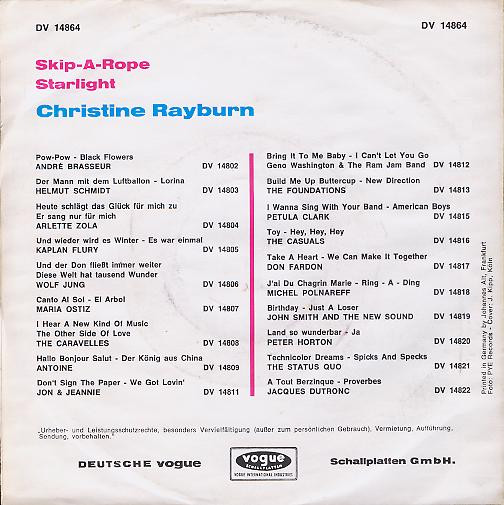 DV 14864
DV 14864
Skip-A-Rope
Starlight
Christine Rayburn
Pow-Pow - Black Flowers
ANDRÉ BRASSEUR DV 14802
Der Mann mit dem Luftballon - Lorina
HELMUT SCHMIDT DV 14803
Heute schlägt das Glück für mich zu
Er sang nur für mich
ARLETTE ZOLA DV 14804
Und wieder wird es Winter - Es war einmal
KAPLAN FLURY DV 14805
Und der Don fließt immer weiter
Diese Welt hat tausend Wunder
WOLF JUNG DV 14806
Canto Al Sol - El Arbol
MARIA OSTIZ DV 14807
I Hear A New Kind Of Music
The Other Side Of Love
THE CARAVELLES DV 14808
Hallo Bonjour Salut - Der König aus China
ANTOINE DV 14809
Don't Sign The Paper - We Got Lovin'
JON & JEANNIE DV 14811
Bring It To Me Baby - I Can't Let You Go
Geno Washington & The Ram Jam Band DV 14812
Build Me Up Buttercup - New Direction
THE FOUNDATIONS DV 14813
I Wanna Sing With Your Band - American Boys
PETULA CLARK DV 14815
Toy - Hey, Hey, Hey
THE CASUALS DV 14816
Take A Heart - We Can Make It Together
DON FARDON DV 14817
J'ai Du Chagrin Marie - Ring - A - Ding
MICHEL POLNAREFF DV 14818
Birthday - Just A Loser
JOHN SMITH AND THE NEW SOUND DV 14819
Land so wunderbar - Ja
PETER HORTON DV 14820
Technicolor Dreams - Spicks And Specks
THE STATUS QUO DV 14821
A Tout Berzinque - Proverbes
JACQUES DUTRONC DV 14822
Printed in Germany by Johannes Alt, Frankfurt
Foto: PYE Records - Cover: J. Kipp, Köln
„Urheber- und Leistungsschutzrechte, besonders Vervielfältigung (außer zum persönlichen Gebrauch), Vermietung, Aufführung,
Sendung, vorbehalten."
DEUTSCHE vogue
vogue
SCHALLPLATTEN
VOGUE INTERNATIONAL INDUSTRIES
Schallplatten GmbH.